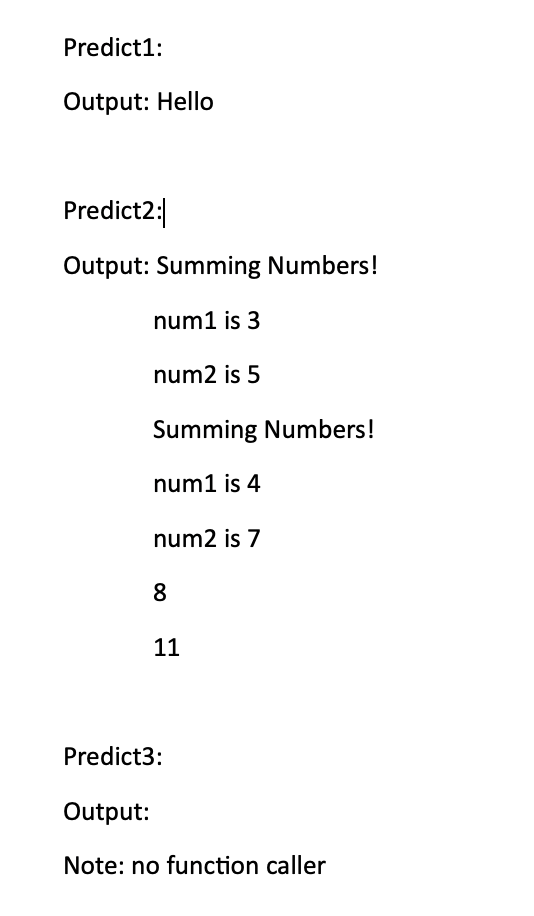 Predict1:
Output: Hello
Predict2:
Output: Summing Numbers!
num1 is 3
num2 is 5
Summing Numbers!
num1 is 4
num2 is 7
8
11
Predict3:
Output:
Note: no function caller